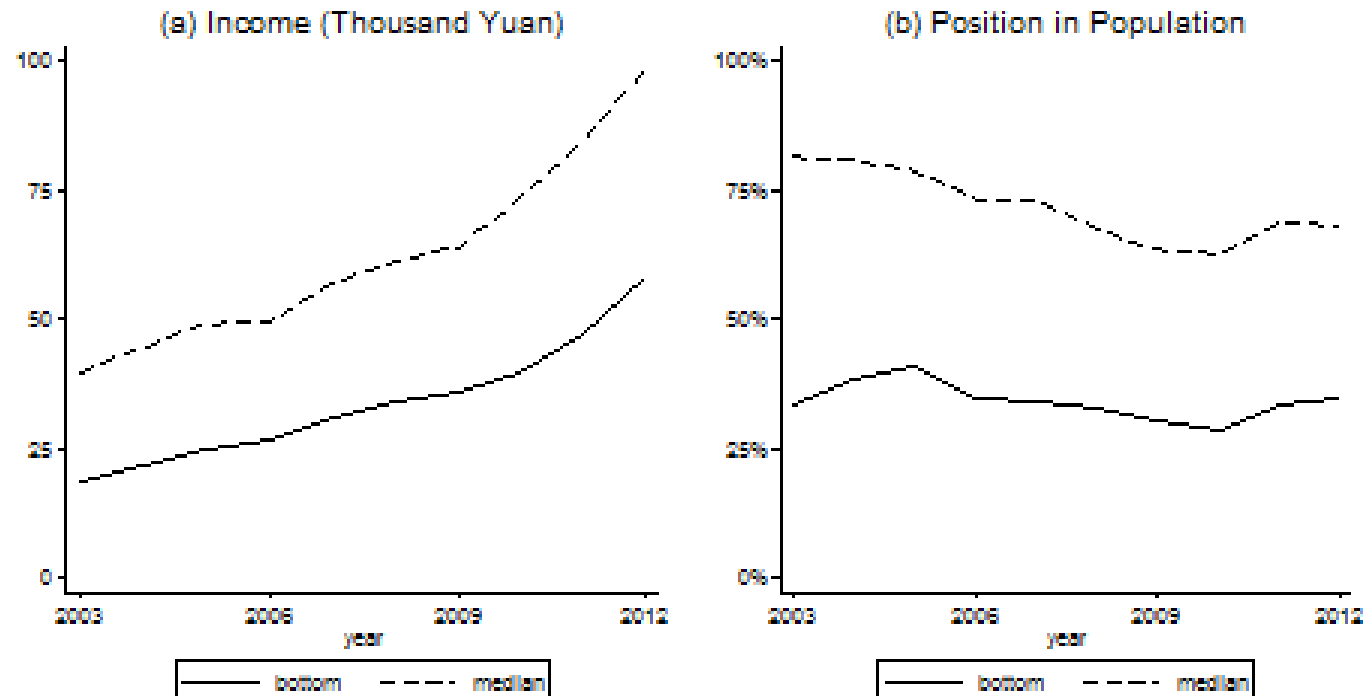 (a) Income (Thousand Yuan)
100
75
50
25
0
2003 2006 2009 2012
year
bottom median
(b) Position in Population
100%
75%
50%
25%
0%
2003 2006 2009 2012
year
bottom median